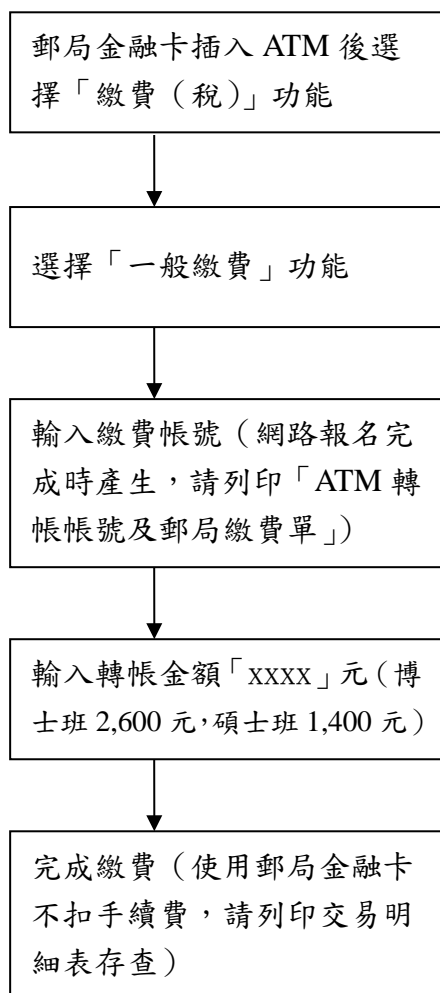 郵局金融卡插入 ATM 後選
擇「繳費（稅）」功能
選擇「一般繳費」功能
輸入繳費帳號（網路報名完
成時產生，請列印「ATM 轉
帳帳號及郵局繳費單」）
輸入轉帳金額「xxxx」元（博
士班 2,600 元，碩士班 1,400 元）
完成繳費（使用郵局金融卡
不扣手續費，請列印交易明
細表存查）